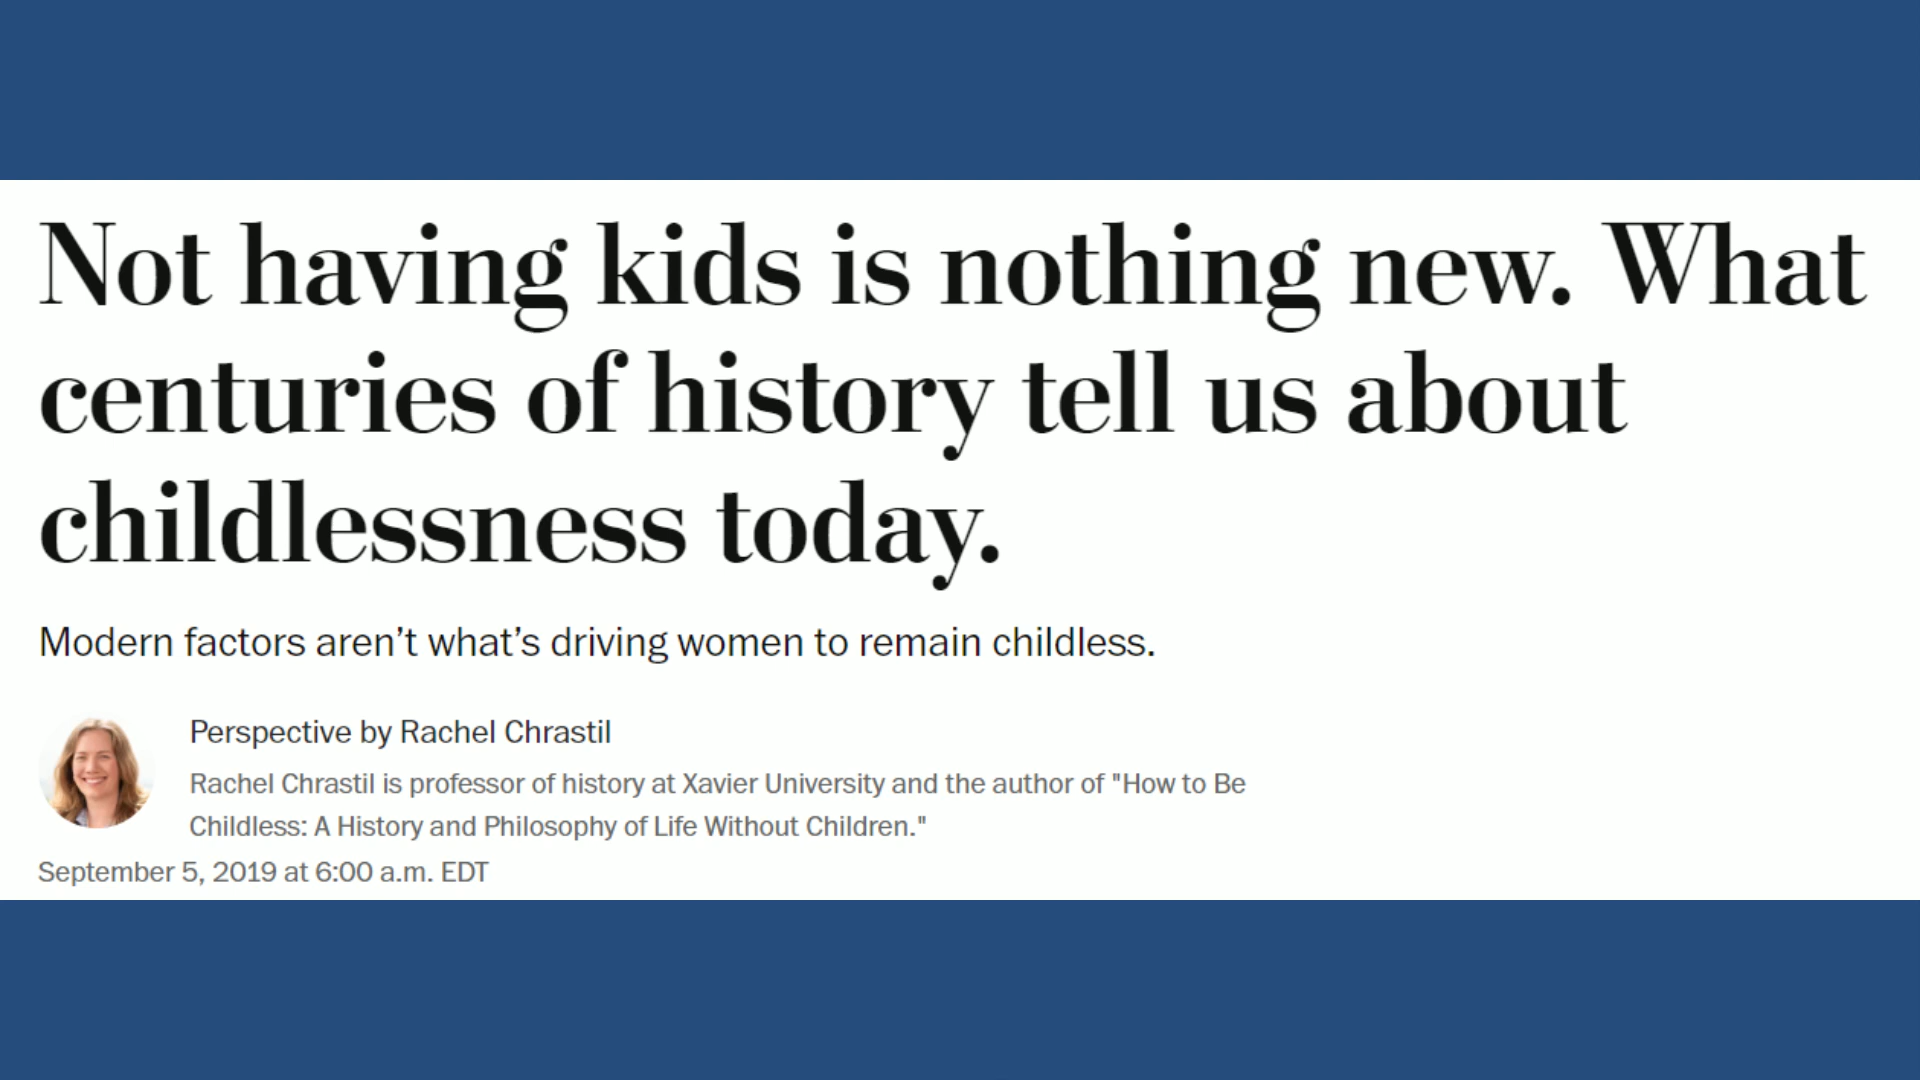 Not having kids is nothing new. What
centuries of history tell us about
childlessness today.
Modern factors aren’t what’s driving women to remain childless.
Perspective by Rachel Chrastil
Rachel Chrastil is professor of history at Xavier University and the author of "How to Be
Childless: A History and Philosophy of Life Without Children."
September 5, 2019 at 6:00 a.m. EDT